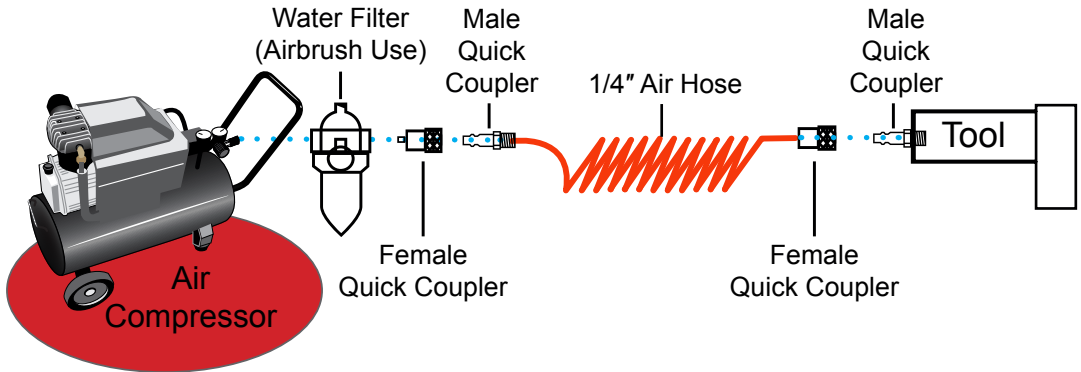 Water Filter
(Airbrush Use)
Male
Quick
Coupler
1/4″ Air Hose
Male
Quick
Coupler
Tool
Female
Quick Coupler
Female
Quick Coupler
Air
Compressor